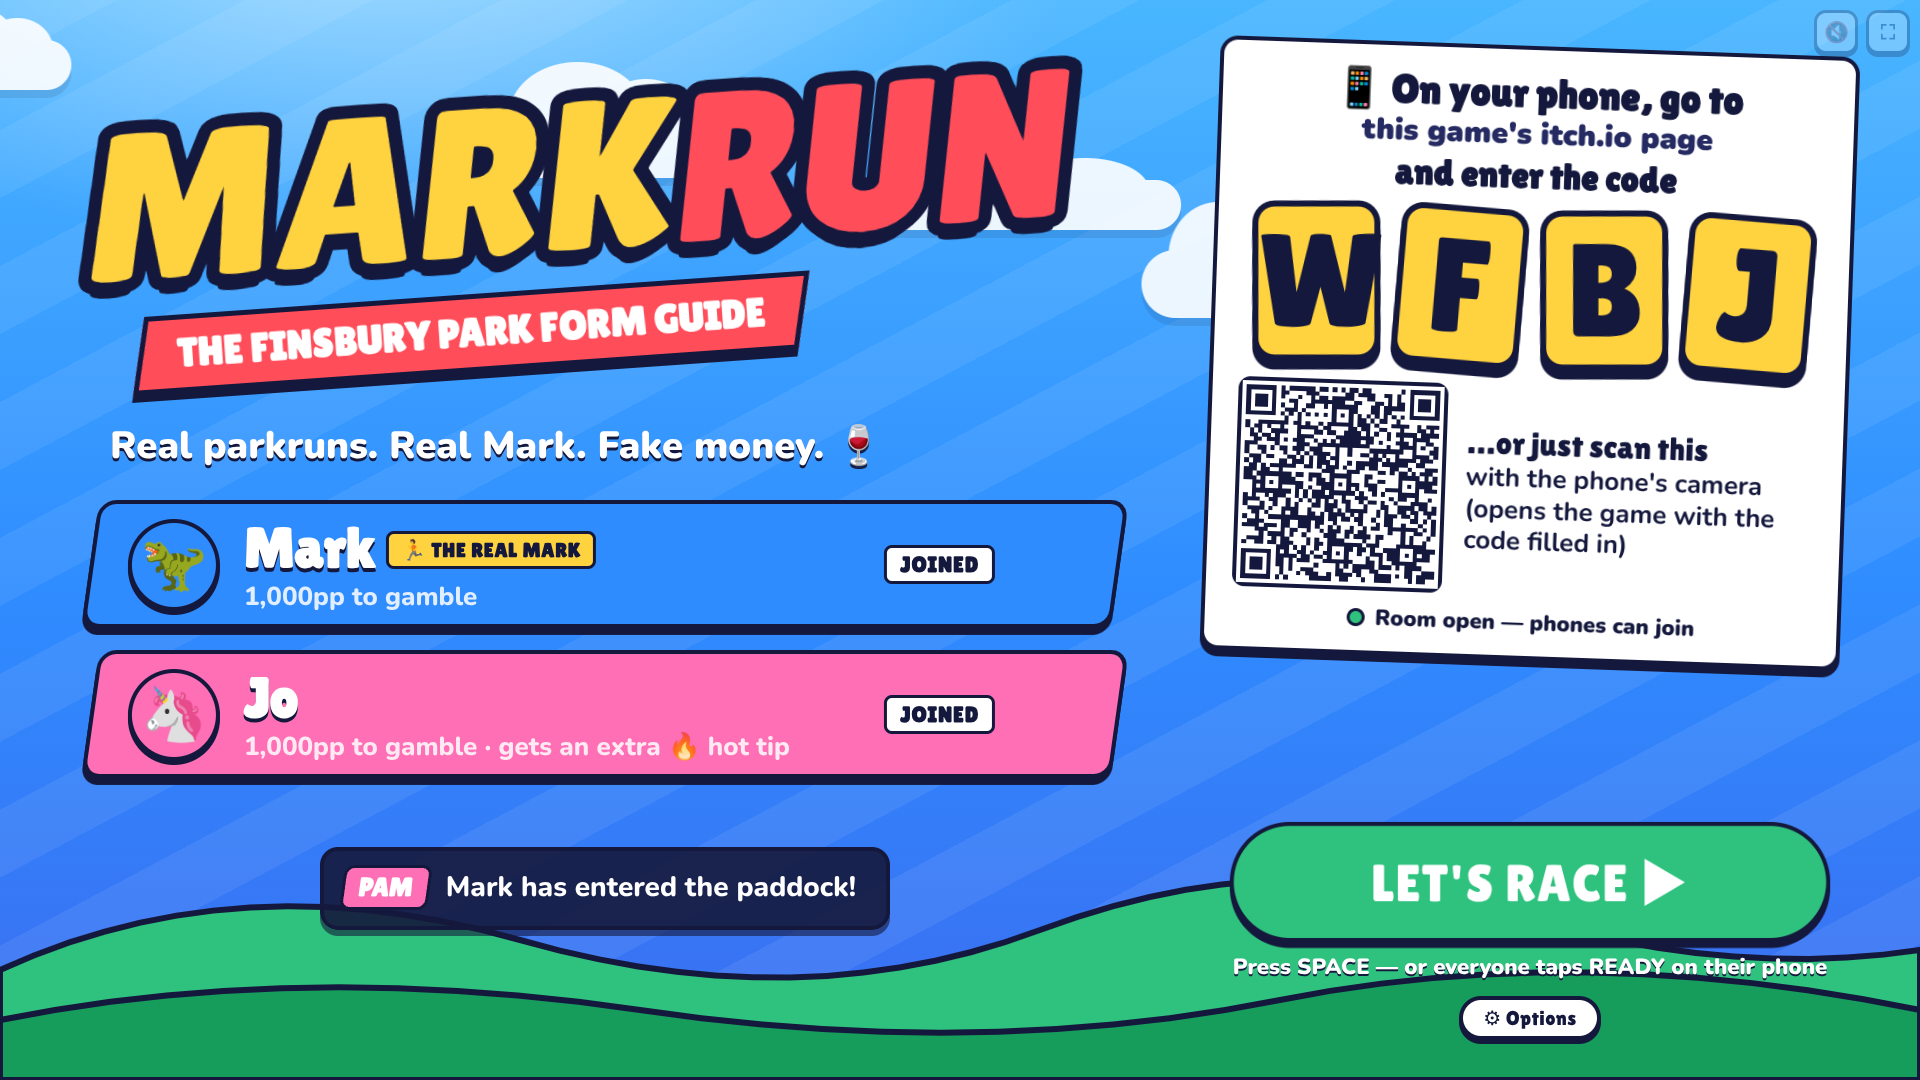 MARKRUN
THE FINSBURY PARK FORM GUIDE
Real parkruns. Real Mark. Fake money.
Mark
THE REAL MARK
1,000pp to gamble
JOINED
Jo
1,000pp to gamble · gets an extra 🔥 hot tip
JOINED
PAM Mark has entered the paddock!
On your phone, go to
this game's itch.io page
and enter the code
W F B J
...or just scan this
with the phone's camera
(opens the game with the
code filled in)
Room open — phones can join
LET'S RACE ▶
Press SPACE — or everyone taps READY on their phone
⚙ Options